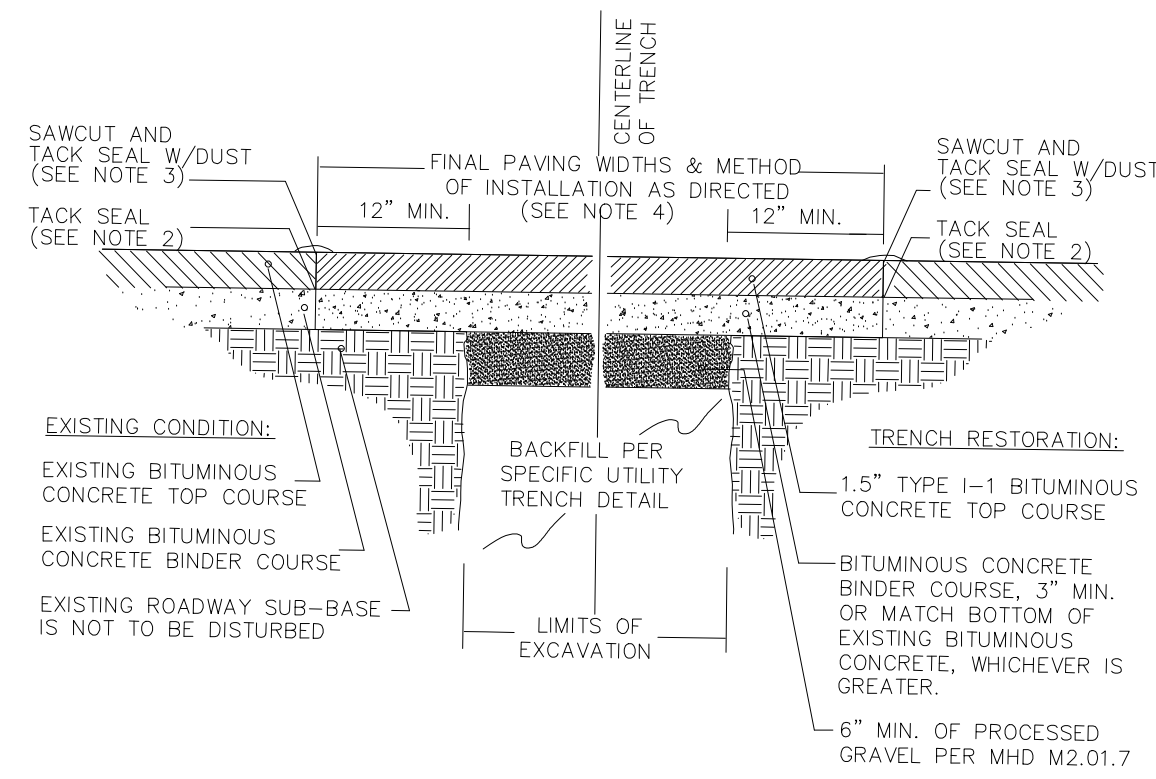 CENTERLINE
OF TRENCH
SAWCUT AND
TACK SEAL W/DUST
(SEE NOTE 3)
TACK SEAL
(SEE NOTE 2)
FINAL PAVING WIDTHS & METHOD
OF INSTALLATION AS DIRECTED
(SEE NOTE 4)
12” MIN.
12” MIN.
SAWCUT AND
TACK SEAL W/DUST
(SEE NOTE 3)
TACK SEAL
(SEE NOTE 2)
EXISTING CONDITION:
EXISTING BITUMINOUS
CONCRETE TOP COURSE
EXISTING BITUMINOUS
CONCRETE BINDER COURSE
EXISTING ROADWAY SUB-BASE
IS NOT TO BE DISTURBED
BACKFILL PER
SPECIFIC UTILITY
TRENCH DETAIL
LIMITS OF
EXCAVATION
TRENCH RESTORATION:
1.5” TYPE I-1 BITUMINOUS
CONCRETE TOP COURSE
BITUMINOUS CONCRETE
BINDER COURSE, 3” MIN.
OR MATCH BOTTOM OF
EXISTING BITUMINOUS
CONCRETE, WHICHEVER IS
GREATER.
6” MIN. OF PROCESSED
GRAVEL PER MHD M2.01.7